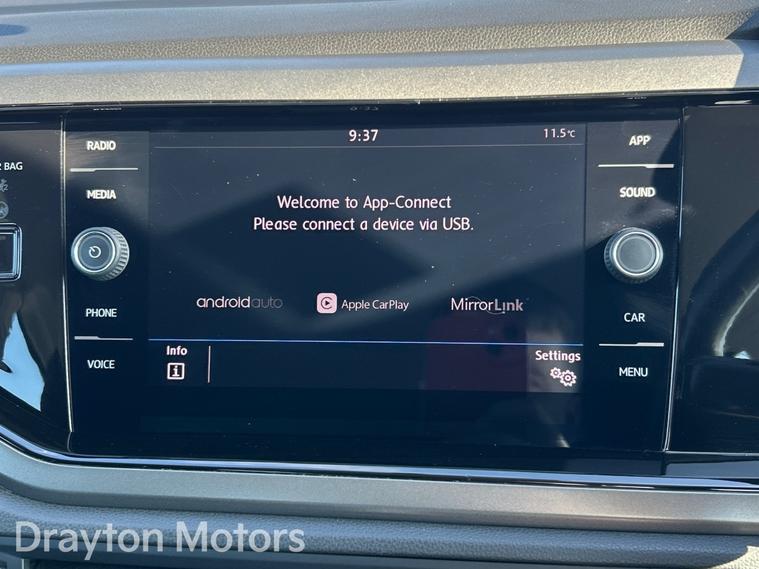 9:37
11.5°C
RADIO
MEDIA
PHONE
VOICE
Welcome to App-Connect
Please connect a device via USB.
androidauto
Apple CarPlay
MirrorLink
Info
i
Settings
APP
SOUND
CAR
MENU
BAG
Drayton Motors